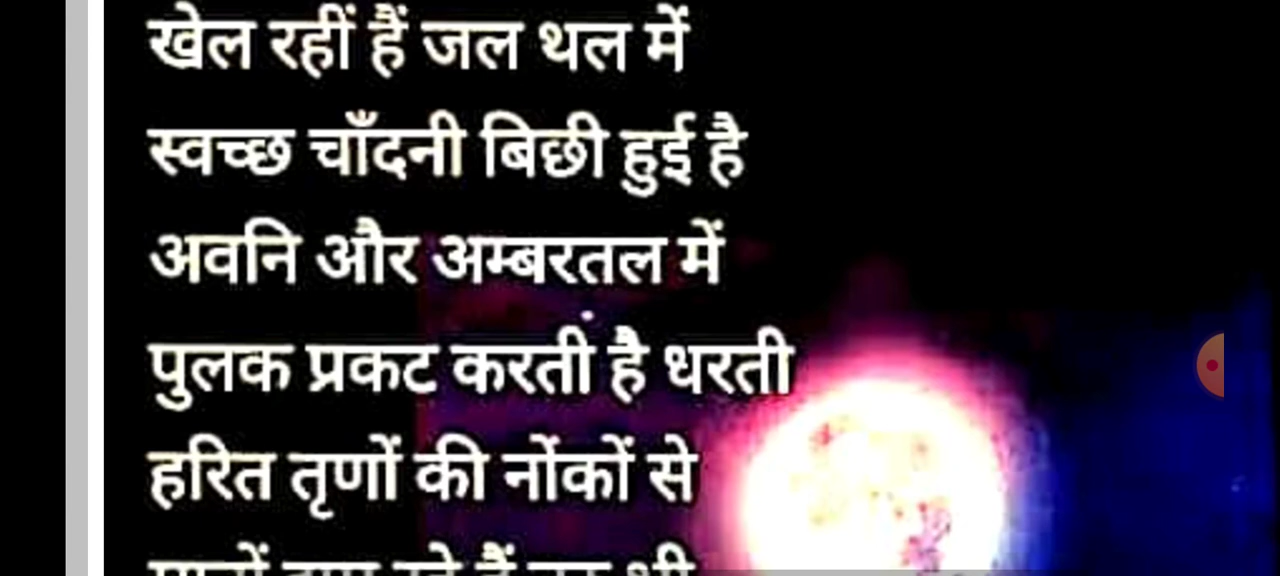 खेल रहीं हैं जल थल में
स्वच्छ चाँदनी बिछी हुई है
अवनि और अम्बरतल में
पुलक प्रकट करती है धरती
हरित तृणों की नोंकों से